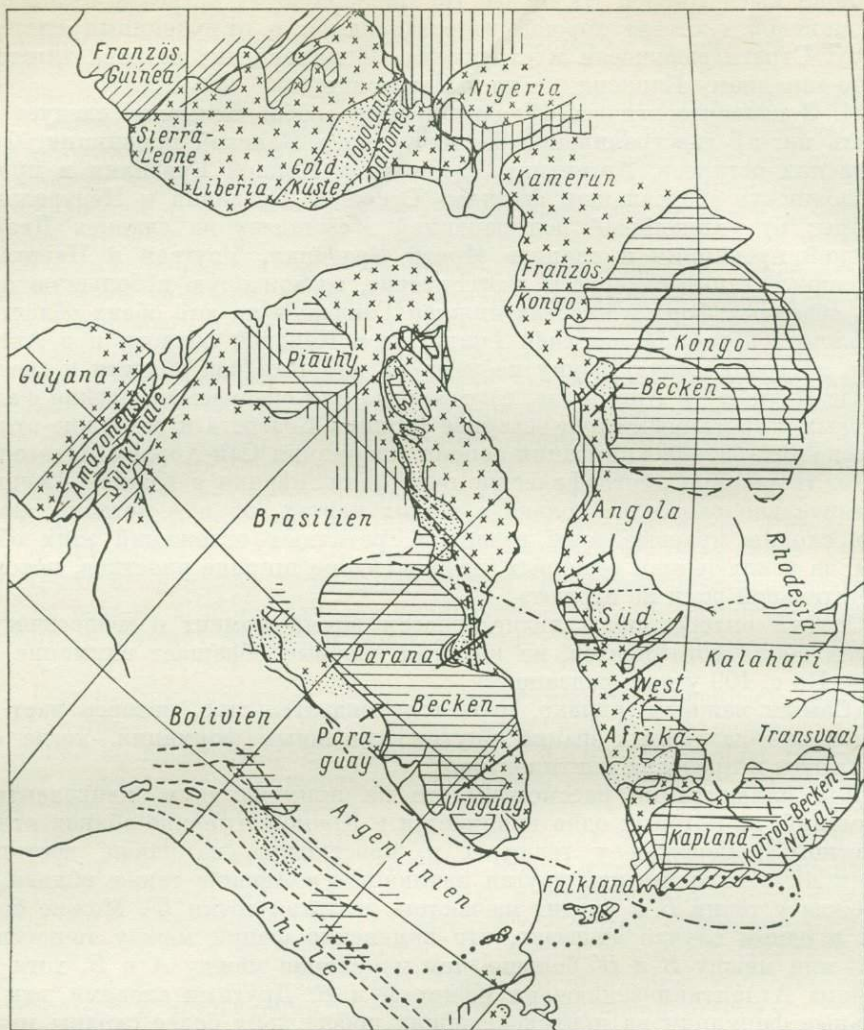 Französ.
Guinea
Nigeria
Sierra-
Leone
Liberia
Gold
Küste
Togoland
Dahomey
Kamerun
Französ.
Kongo
Kongo
Becken
Guyana
Amazonenstr.-
Synklinale
Piauhy
Brasilien
Angola
Rhodesia
Süd
West
Afrika
Kalahari
Transvaal
Parana
Becken
Bolivien
Para-
guay
Uruguay
Argentinien
Chile
Kapland
Karroo-Becken
Natal
Falkland